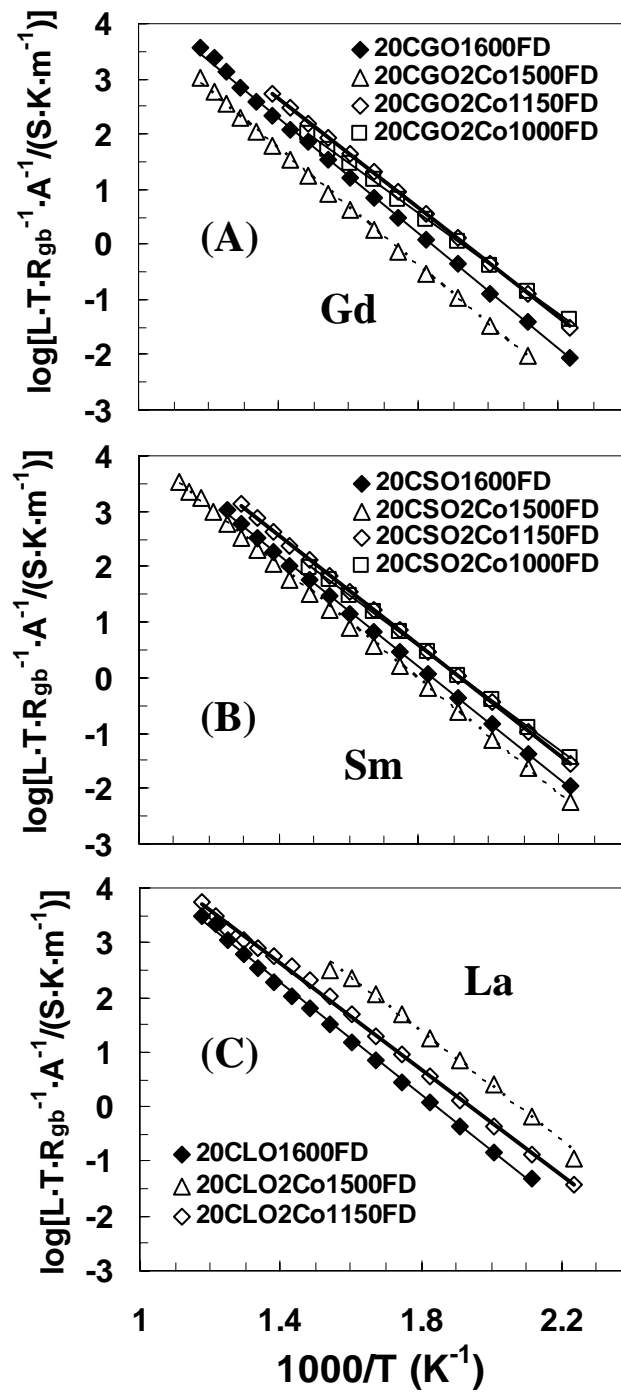 log[L·T·Rgb⁻¹·A⁻¹/(S·K·m⁻¹)]
4
3
2
1
0
-1
-2
-3
20CGO1600FD
20CGO2Co1500FD
20CGO2Co1150FD
20CGO2Co1000FD
(A)
Gd
log[L·T·Rgb⁻¹·A⁻¹/(S·K·m⁻¹)]
4
3
2
1
0
-1
-2
-3
20CSO1600FD
20CSO2Co1500FD
20CSO2Co1150FD
20CSO2Co1000FD
(B)
Sm
log[L·T·Rgb⁻¹·A⁻¹/(S·K·m⁻¹)]
4
3
2
1
0
-1
-2
-3
La
(C)
20CLO1600FD
20CLO2Co1500FD
20CLO2Co1150FD
1 1.4 1.8 2.2
1000/T (K⁻¹)